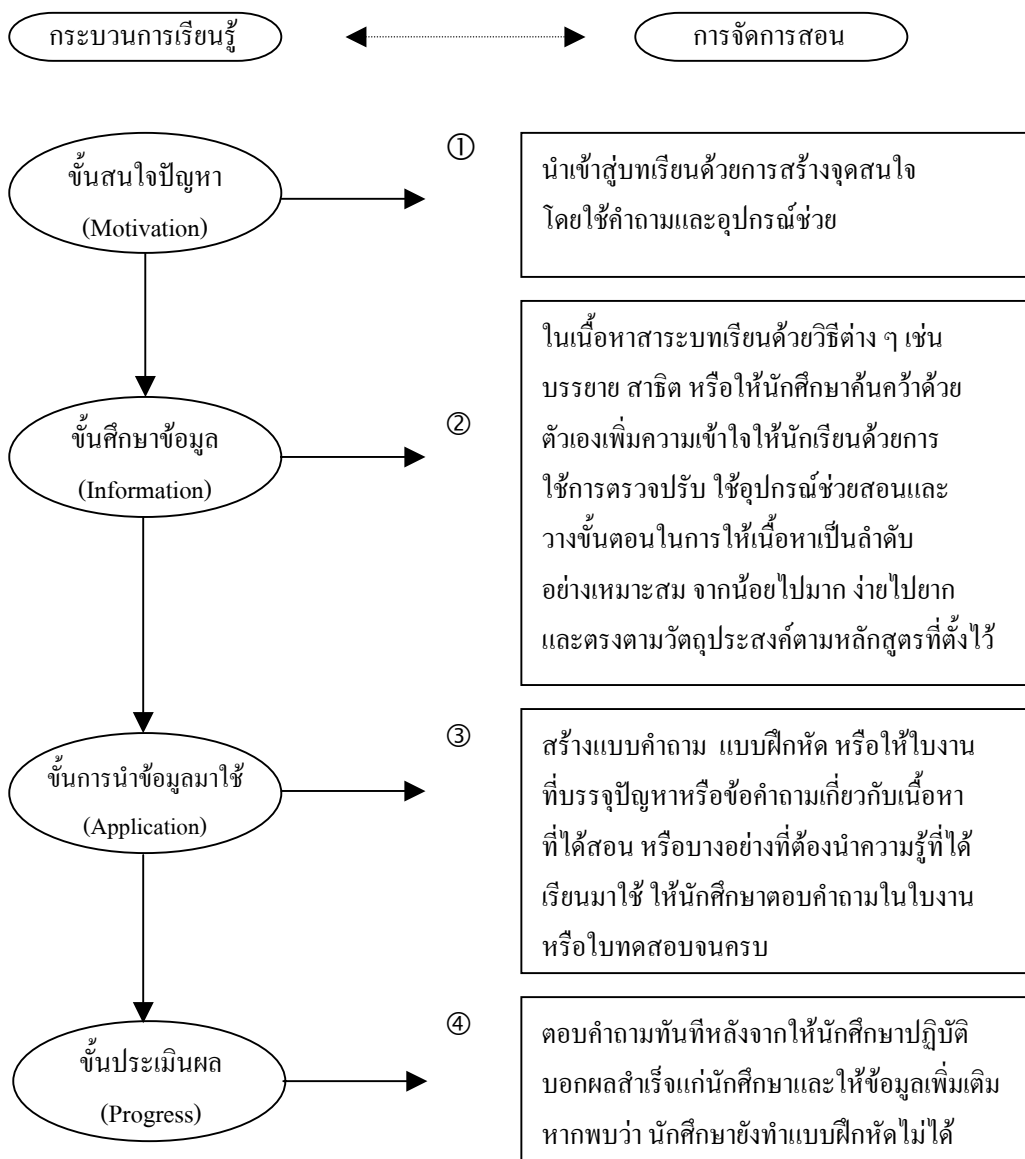 กระบวนการเรียนรู้
การจัดการสอน
ขั้นสนใจปัญหา
(Motivation)
①
นำเข้าสู่บทเรียนด้วยการสร้างจุดสนใจ
โดยใช้คำถามและอุปกรณ์ช่วย
ขั้นศึกษาข้อมูล
(Information)
②
ในเนื้อหาสาระบทเรียนด้วยวิธีต่าง ๆ เช่น
บรรยาย สาธิต หรือให้นักศึกษาค้นคว้าด้วย
ตัวเองเพิ่มความเข้าใจให้นักเรียนด้วยการ
ใช้การตรวจปรับ ใช้อุปกรณ์ช่วยสอนและ
วางขั้นตอนในการให้เนื้อหาเป็นลำดับ
อย่างเหมาะสม จากน้อยไปมาก ง่ายไปยาก
และตรงตามวัตถุประสงค์ตามหลักสูตรที่ตั้งไว้
ขั้นการนำข้อมูลมาใช้
(Application)
③
สร้างแบบคำถาม แบบฝึกหัด หรือให้ใบงาน
ที่บรรจุปัญหาหรือข้อคำถามเกี่ยวกับเนื้อหา
ที่ได้สอน หรือบางอย่างที่ต้องนำความรู้ที่ได้
เรียนมาใช้ ให้นักศึกษาตอบคำถามในใบงาน
หรือใบทดสอบจนครบ
ขั้นประเมินผล
(Progress)
④
ตอบคำถามทันทีหลังจากให้นักศึกษาปฏิบัติ
บอกผลสำเร็จแก่นักศึกษาและให้ข้อมูลเพิ่มเติม
หากพบว่า นักศึกษายังทำแบบฝึกหัดไม่ได้